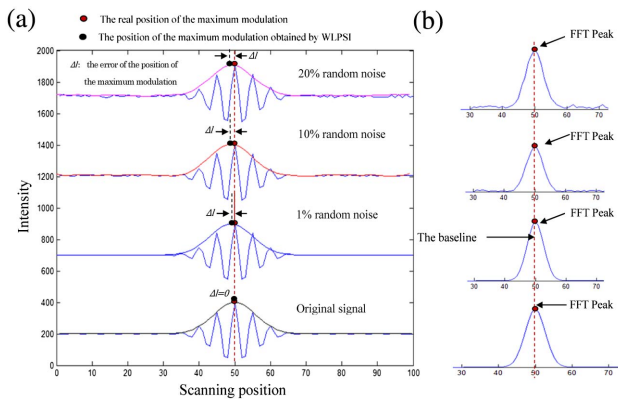 (a)
The real position of the maximum modulation
The position of the maximum modulation obtained by WLPSI
Δl: the error of the position of
the maximum modulation
Δl
20% random noise
Δl
10% random noise
Δl
1% random noise
Δl=0
Original signal
Intensity
2000
1800
1600
1400
1200
1000
800
600
400
200
0
0 10 20 30 40 50 60 70 80 90 100
Scanning position
(b)
FFT Peak
30 40 50 60 70
FFT Peak
30 40 50 60 70
FFT Peak
The baseline
30 40 50 60 70
FFT Peak
30 40 50 60 70